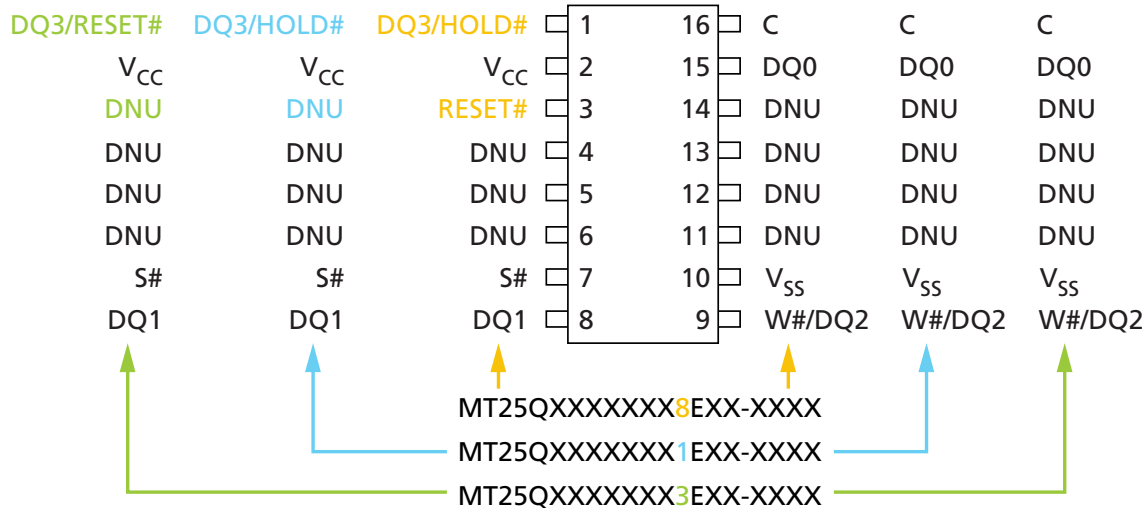 DQ3/RESET# DQ3/HOLD# DQ3/HOLD# 1 16 C C C
VCC VCC VCC 2 15 DQ0 DQ0 DQ0
DNU DNU RESET# 3 14 DNU DNU DNU
DNU DNU DNU 4 13 DNU DNU DNU
DNU DNU DNU 5 12 DNU DNU DNU
DNU DNU DNU 6 11 DNU DNU DNU
S# S# S# 7 10 VSS VSS VSS
DQ1 DQ1 DQ1 8 9 W#/DQ2 W#/DQ2 W#/DQ2
MT25QXXXXXXX8EXX-XXXX
MT25QXXXXXXX1EXX-XXXX
MT25QXXXXXXX3EXX-XXXX